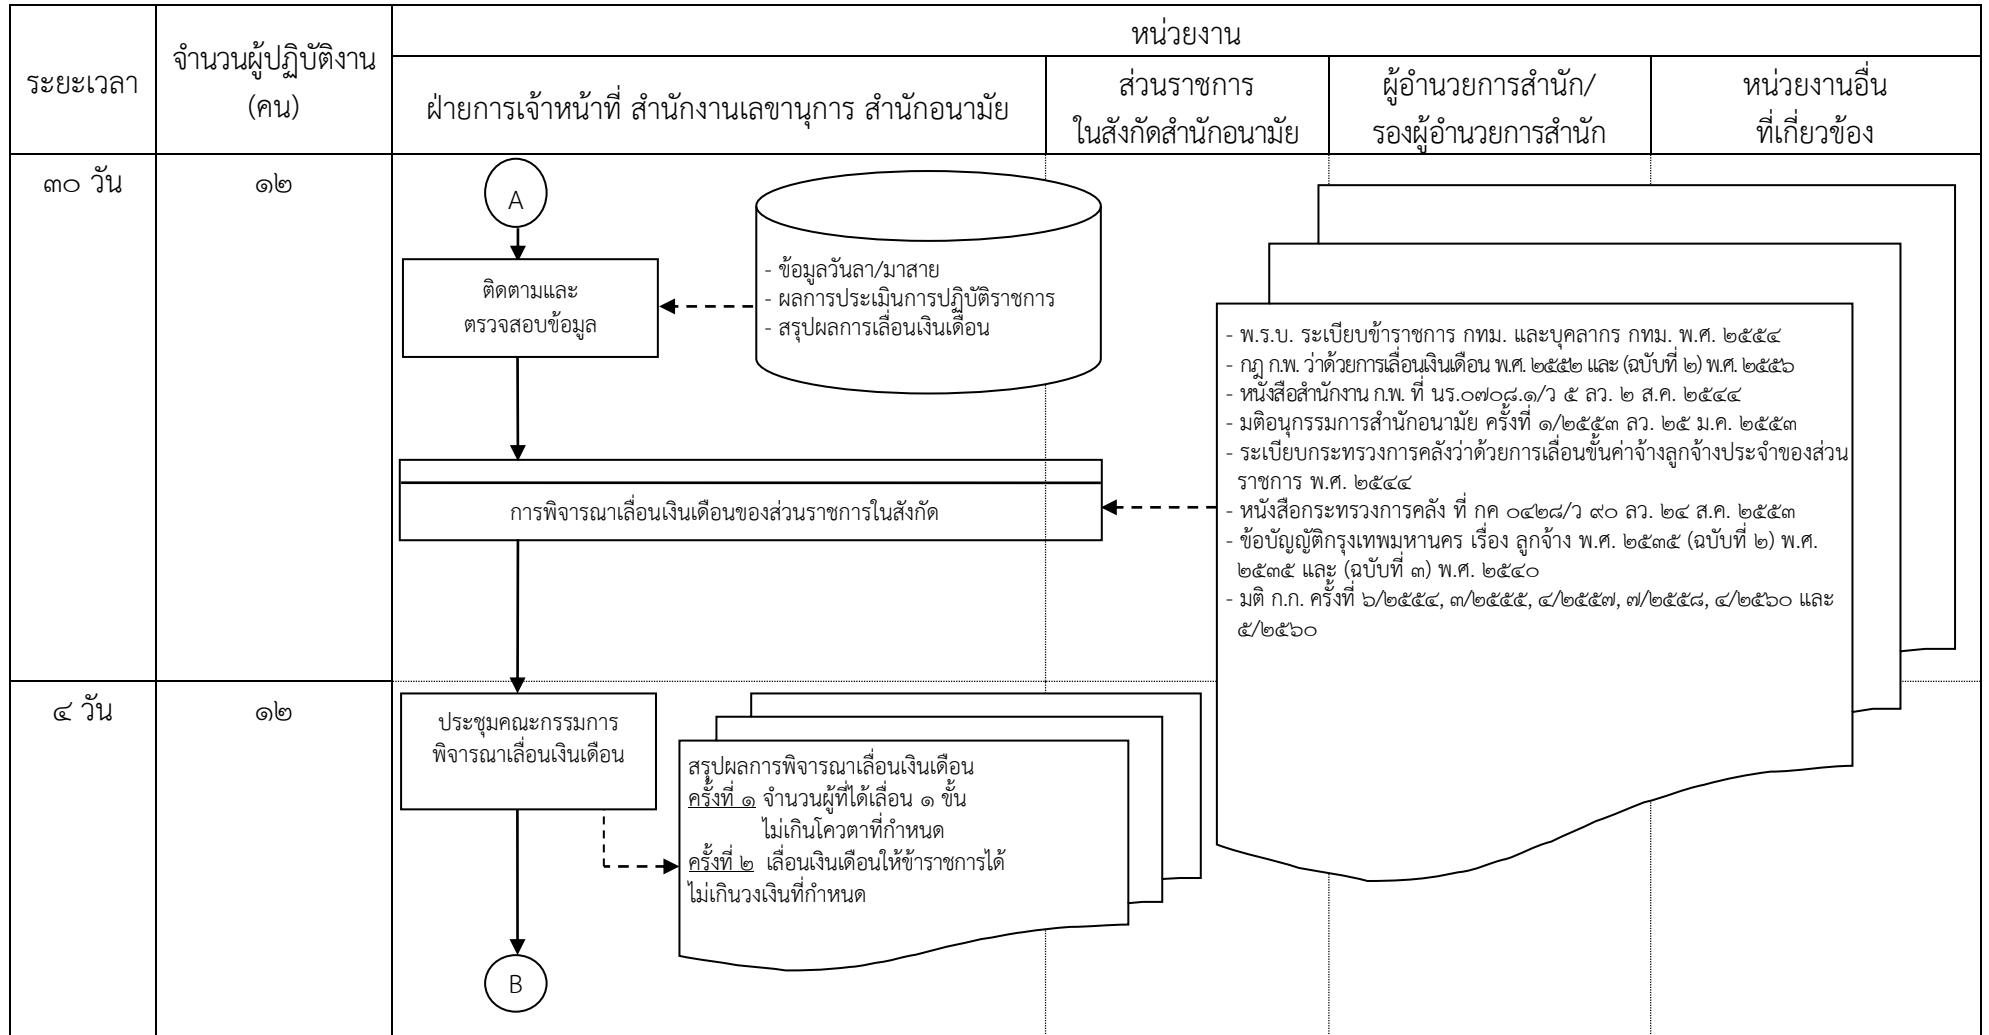 หน่วยงาน
ระยะเวลา
จำนวนผู้ปฏิบัติงาน
(คน)
ฝ่ายการเจ้าหน้าที่ สำนักงานเลขานุการ สำนักอนามัย
ส่วนราชการ
ในสังกัดสำนักอนามัย
ผู้อำนวยการสำนัก/
รองผู้อำนวยการสำนัก
หน่วยงานอื่น
ที่เกี่ยวข้อง
๓๐ วัน
๑๒
A
ติดตามและ
ตรวจสอบข้อมูล
- ข้อมูลวันลา/มาสาย
- ผลการประเมินการปฏิบัติราชการ
- สรุปผลการเลื่อนเงินเดือน
การพิจารณาเลื่อนเงินเดือนของส่วนราชการในสังกัด
- พ.ร.บ. ระเบียบข้าราชการ กทม. และบุคลากร กทม. พ.ศ. ๒๕๕๔
- กฎ ก.พ. ว่าด้วยการเลื่อนเงินเดือน พ.ศ. ๒๕๕๒ และ (ฉบับที่ ๒) พ.ศ. ๒๕๕๖
- หนังสือสำนักงาน ก.พ. ที่ นร.๐๗๐๘.๑/ว ๕ ลว. ๒ ส.ค. ๒๕๔๔
- มติอนุกรรมการสำนักอนามัย ครั้งที่ ๑/๒๕๕๓ ลว. ๒๕ ม.ค. ๒๕๕๓
- ระเบียบกระทรวงการคลังว่าด้วยการเลื่อนขั้นค่าจ้างลูกจ้างประจำของส่วน
ราชการ พ.ศ. ๒๕๔๔
- หนังสือกระทรวงการคลัง ที่ กค ๐๔๒๘/ว ๙๐ ลว. ๒๔ ส.ค. ๒๕๕๓
- ข้อบัญญัติกรุงเทพมหานคร เรื่อง ลูกจ้าง พ.ศ. ๒๕๓๕ (ฉบับที่ ๒) พ.ศ.
๒๕๓๕ และ (ฉบับที่ ๓) พ.ศ. ๒๕๔๐
- มติ ก.ก. ครั้งที่ ๖/๒๕๕๔, ๓/๒๕๕๕, ๔/๒๕๕๗, ๗/๒๕๕๘, ๔/๒๕๖๐ และ
๕/๒๕๖๐
๔ วัน
๑๒
ประชุมคณะกรรมการ
พิจารณาเลื่อนเงินเดือน
สรุปผลการพิจารณาเลื่อนเงินเดือน
ครั้งที่ ๑ จำนวนผู้ที่ได้เลื่อน ๑ ขั้น
ไม่เกินโควตาที่กำหนด
ครั้งที่ ๒ เลื่อนเงินเดือนให้ข้าราชการได้
ไม่เกินวงเงินที่กำหนด
B